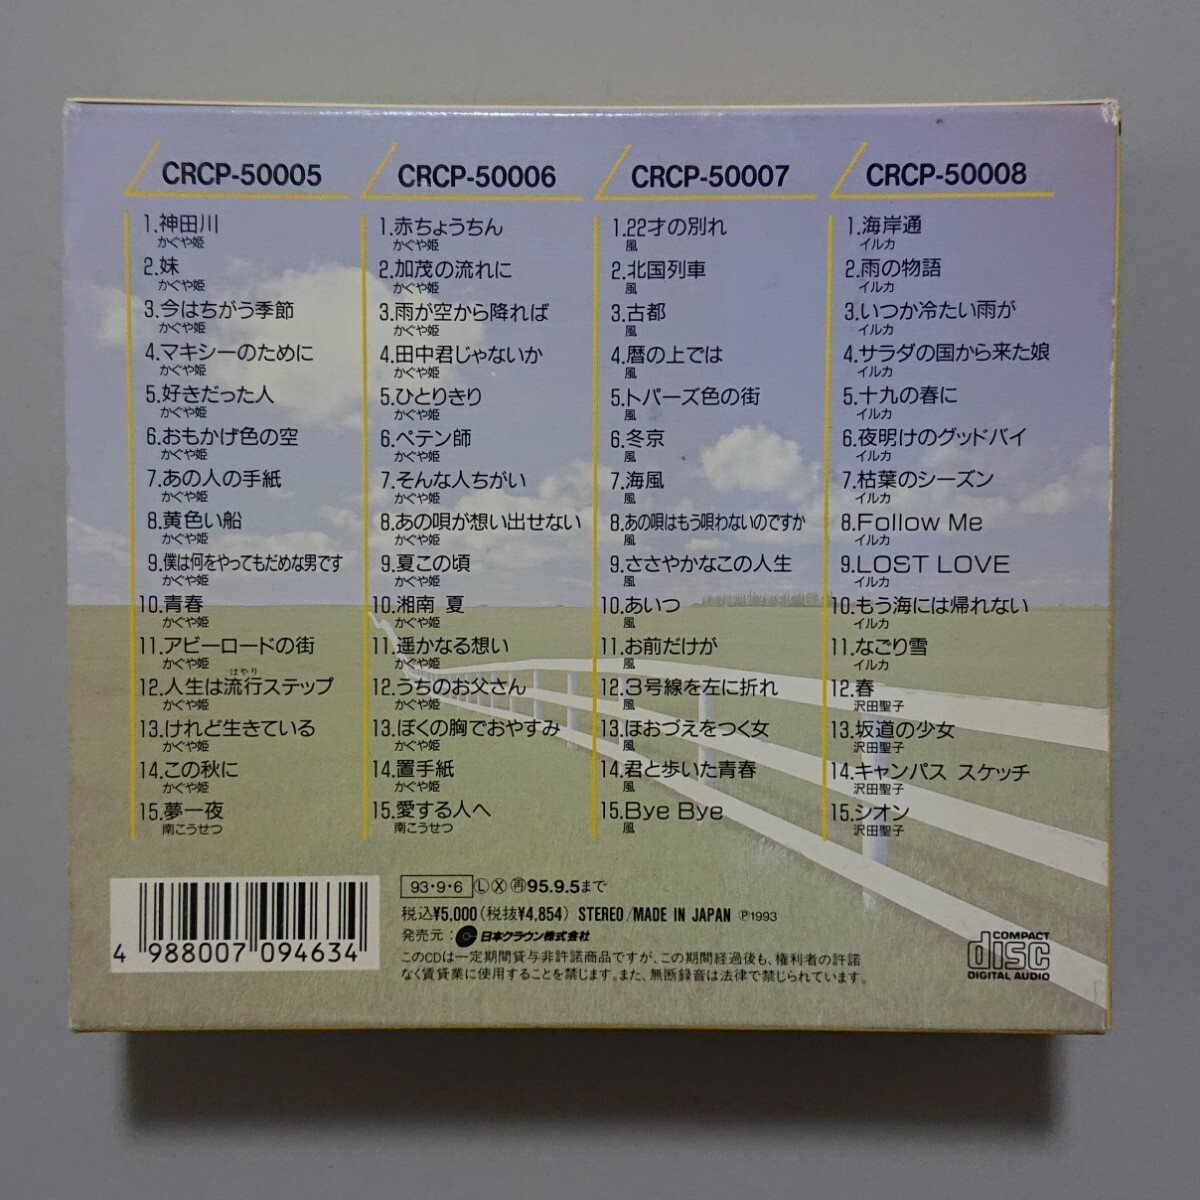 CRCP-50005
1.神田川
かぐや姫
2.妹
かぐや姫
3.今はちがう季節
かぐや姫
4.マキシーのために
かぐや姫
5.好きだった人
かぐや姫
6.おもかげ色の空
かぐや姫
7.あの人の手紙
かぐや姫
8.黄色い船
かぐや姫
9.僕は何をやってもだめな男です
かぐや姫
10.青春
かぐや姫
11.アビーロードの街
かぐや姫
はやり
12.人生は流行ステップ
かぐや姫
13.けれど生きている
かぐや姫
14.この秋に
かぐや姫
15.夢一夜
南こうせつ
CRCP-50006
1.赤ちょうちん
かぐや姫
2.加茂の流れに
かぐや姫
3.雨が空から降れば
かぐや姫
4.田中君じゃないか
かぐや姫
5.ひとりきり
かぐや姫
6.ペテン師
かぐや姫
7.そんな人ちがい
かぐや姫
8.あの唄が想い出せない
かぐや姫
9.夏この頃
かぐや姫
10.湘南 夏
かぐや姫
11.遥かなる想い
かぐや姫
12.うちのお父さん
かぐや姫
13.ぼくの胸でおやすみ
かぐや姫
14.置手紙
かぐや姫
15.愛する人へ
南こうせつ
CRCP-50007
1.22才の別れ
風
2.北国列車
風
3.古都
風
4.暦の上では
風
5.トパーズ色の街
風
6.冬京
風
7.海風
風
8.あの唄はもう唄わないのですか
風
9.ささやかなこの人生
風
10.あいつ
風
11.お前だけが
風
12.3号線を左に折れ
風
13.ほおづえをつく女
風
14.君と歩いた青春
風
15.Bye Bye
風
CRCP-50008
1.海岸通
イルカ
2.雨の物語
イルカ
3.いつか冷たい雨が
イルカ
4.サラダの国から来た娘
イルカ
5.十九の春に
イルカ
6.夜明けのグッドバイ
イルカ
7.枯葉のシーズン
イルカ
8.Follow Me
イルカ
9.LOST LOVE
イルカ
10.もう海には帰れない
イルカ
11.なごり雪
イルカ
12.春
沢田聖子
13.坂道の少女
沢田聖子
14.キャンパス スケッチ
沢田聖子
15.シオン
沢田聖子
4 988007 094634
93・9・6 Ⓛ Ⓧ ㊢95.9.5まで
税込¥5,000(税抜¥4,854) STEREO/MADE IN JAPAN ℗1993
発売元: 日本クラウン株式会社
このCDは一定期間貸与非許諾商品ですが、この期間経過後も、権利者の許諾
なく賃貸業に使用することを禁じます。また、無断録音は法律で禁じられています。
COMPACT
disc
DIGITAL AUDIO